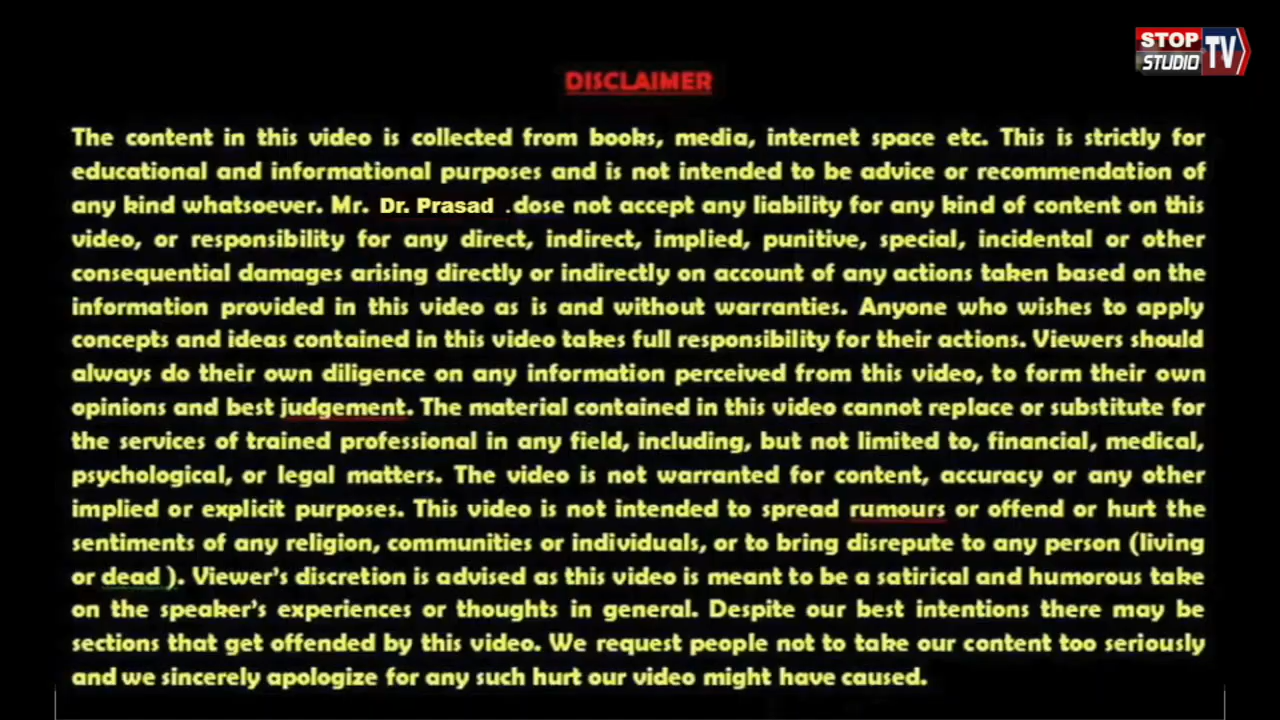 STOP
STUDIO TV
DISCLAIMER
The content in this video is collected from books, media, internet space etc. This is strictly for
educational and informational purposes and is not intended to be advice or recommendation of
any kind whatsoever. Mr. Dr. Prasad .dose not accept any liability for any kind of content on this
video, or responsibility for any direct, indirect, implied, punitive, special, incidental or other
consequential damages arising directly or indirectly on account of any actions taken based on the
information provided in this video as is and without warranties. Anyone who wishes to apply
concepts and ideas contained in this video takes full responsibility for their actions. Viewers should
always do their own diligence on any information perceived from this video, to form their own
opinions and best judgement. The material contained in this video cannot replace or substitute for
the services of trained professional in any field, including, but not limited to, financial, medical,
psychological, or legal matters. The video is not warranted for content, accuracy or any other
implied or explicit purposes. This video is not intended to spread rumours or offend or hurt the
sentiments of any religion, communities or individuals, or to bring disrepute to any person (living
or dead ). Viewer's discretion is advised as this video is meant to be a satirical and humorous take
on the speaker's experiences or thoughts in general. Despite our best intentions there may be
sections that get offended by this video. We request people not to take our content too seriously
and we sincerely apologize for any such hurt our video might have caused.